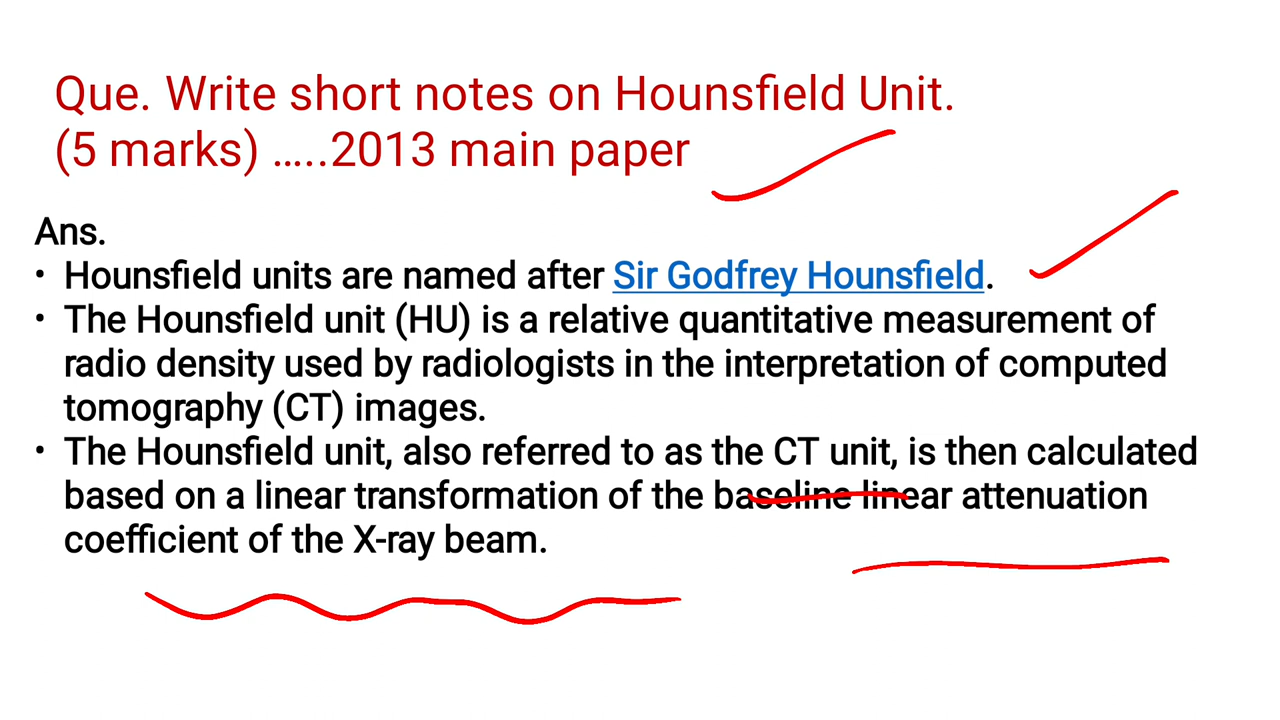 Que. Write short notes on Hounsfield Unit.
(5 marks) .....2013 main paper
Ans.
• Hounsfield units are named after Sir Godfrey Hounsfield.
• The Hounsfield unit (HU) is a relative quantitative measurement of
radio density used by radiologists in the interpretation of computed
tomography (CT) images.
• The Hounsfield unit, also referred to as the CT unit, is then calculated
based on a linear transformation of the baseline linear attenuation
coefficient of the X-ray beam.